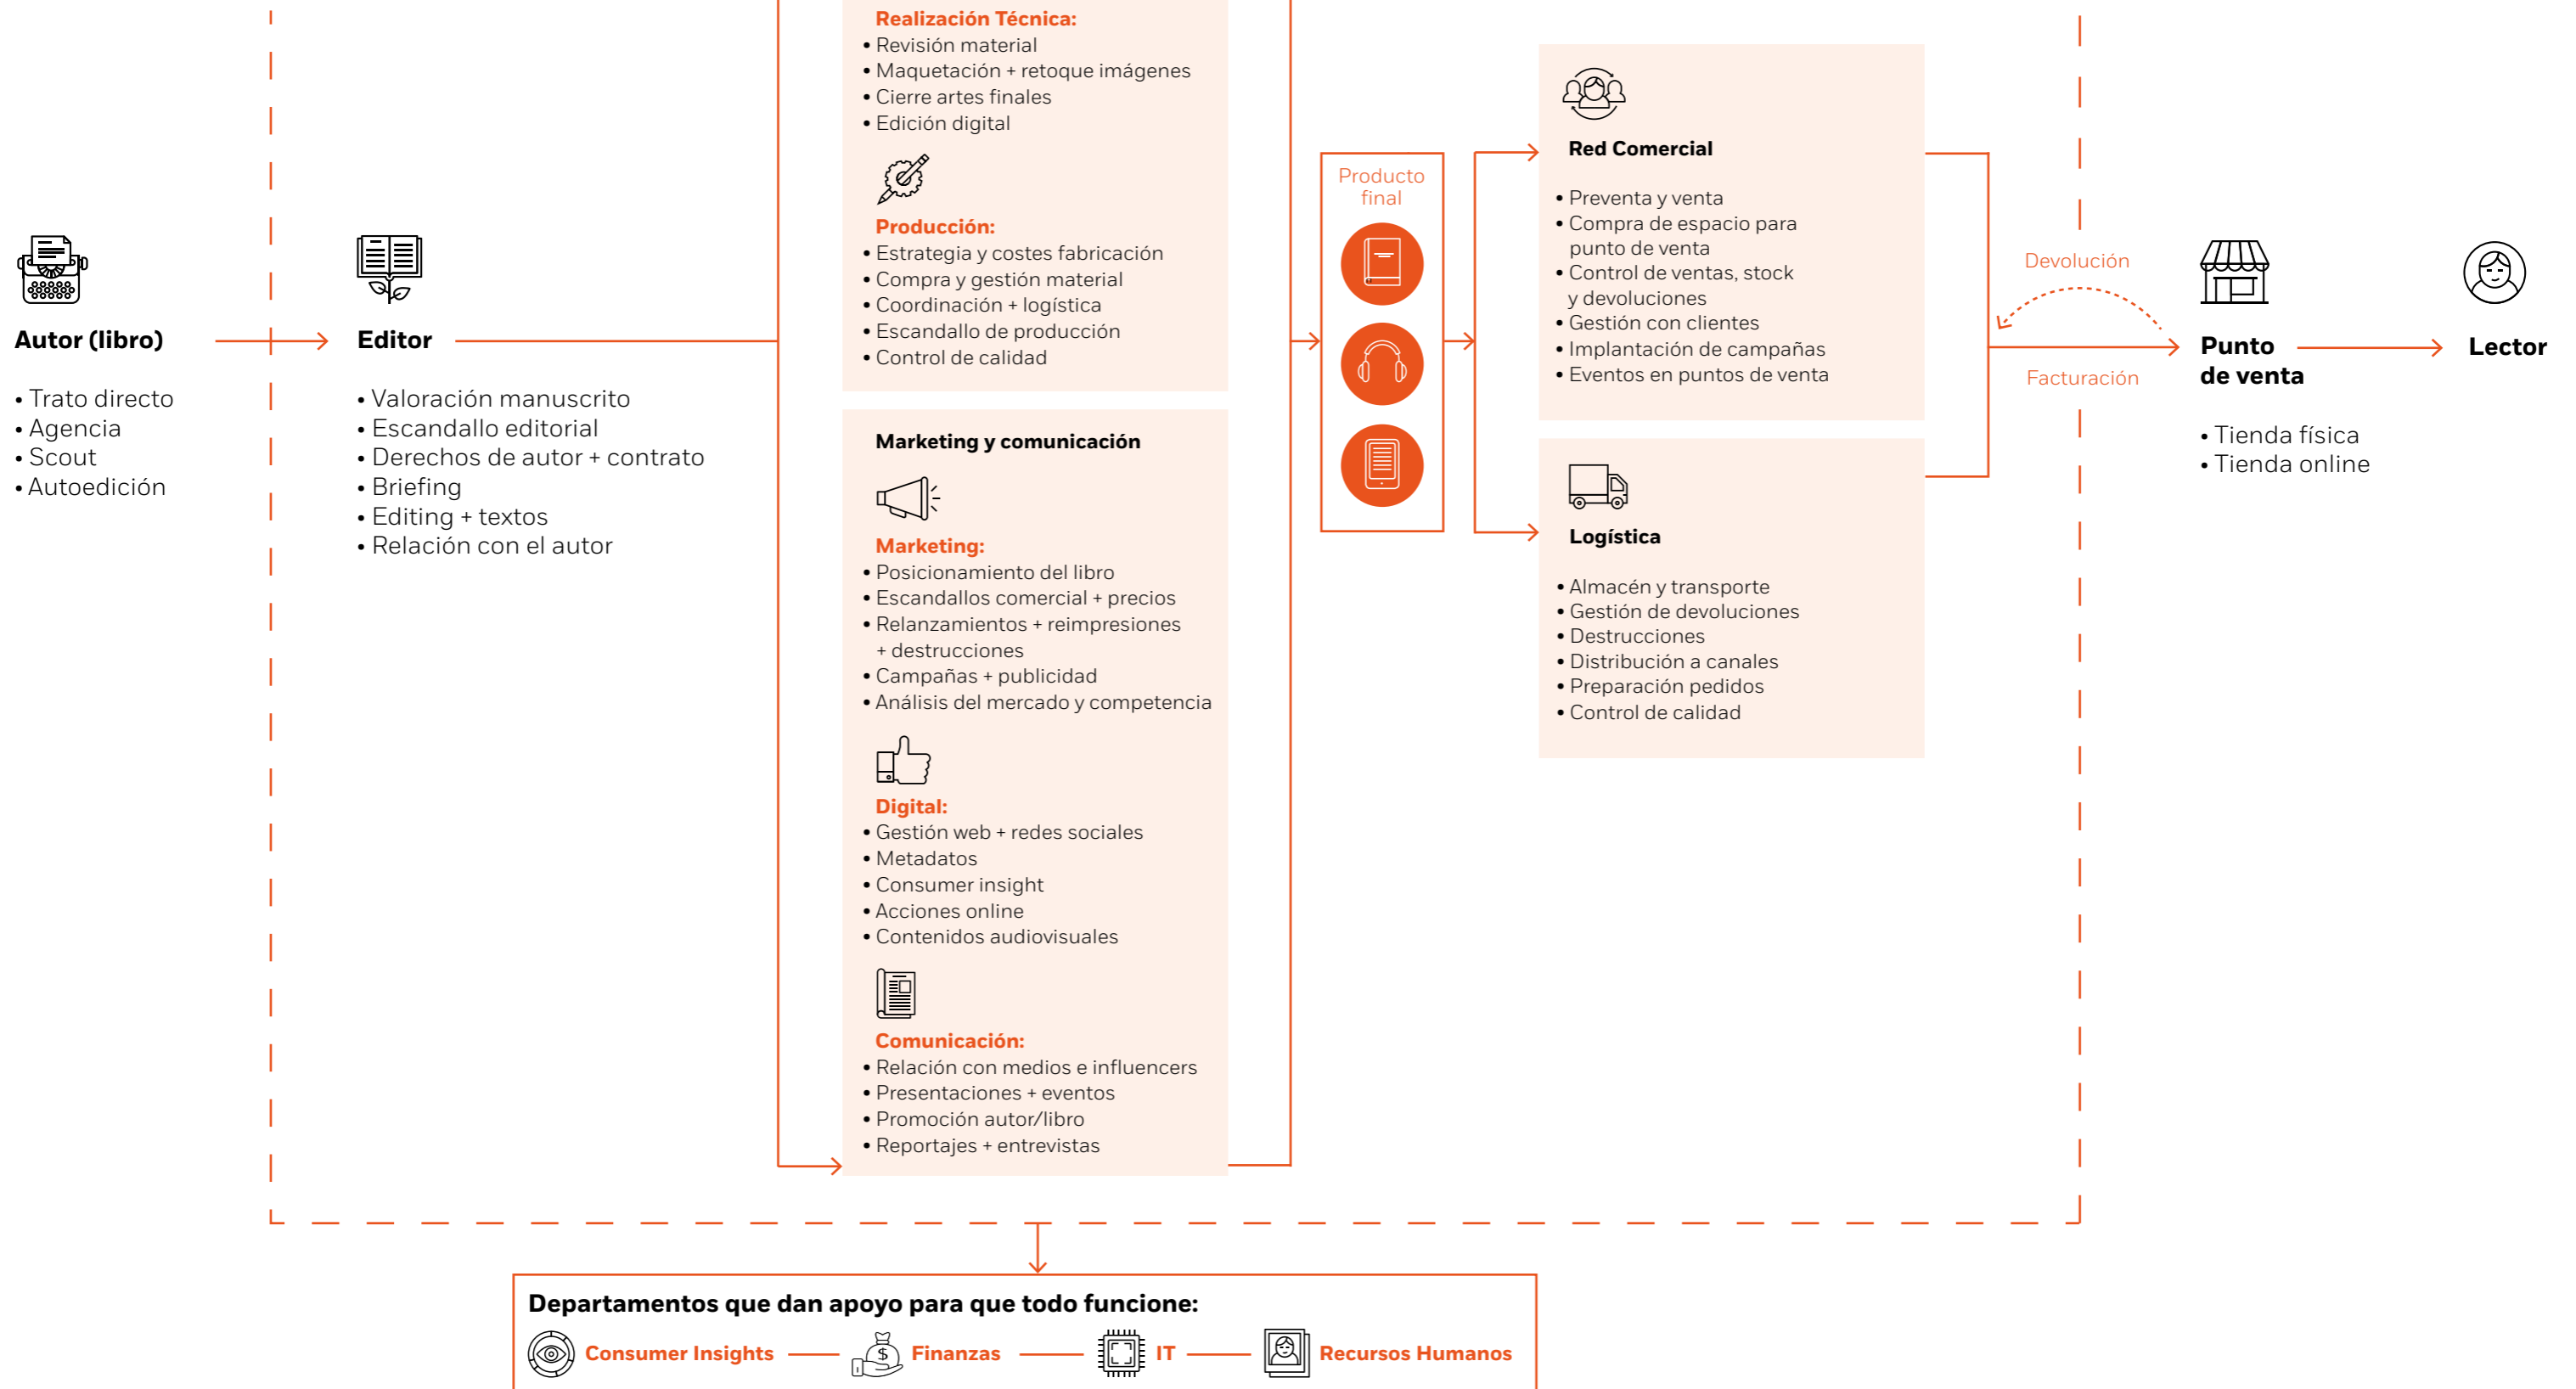 Autor (libro)
• Trato directo
• Agencia
• Scout
• Autoedición
Editor
• Valoración manuscrito
• Escandallo editorial
• Derechos de autor + contrato
• Briefing
• Editing + textos
• Relación con el autor
Realización Técnica:
• Revisión material
• Maquetación + retoque imágenes
• Cierre artes finales
• Edición digital
Producción:
• Estrategia y costes fabricación
• Compra y gestión material
• Coordinación + logística
• Escandallo de producción
• Control de calidad
Marketing y comunicación
Marketing:
• Posicionamiento del libro
• Escandallos comercial + precios
• Relanzamientos + reimpresiones
+ destrucciones
• Campañas + publicidad
• Análisis del mercado y competencia
Digital:
• Gestión web + redes sociales
• Metadatos
• Consumer insight
• Acciones online
• Contenidos audiovisuales
Comunicación:
• Relación con medios e influencers
• Presentaciones + eventos
• Promoción autor/libro
• Reportajes + entrevistas
Producto
final
Red Comercial
• Preventa y venta
• Compra de espacio para
punto de venta
• Control de ventas, stock
y devoluciones
• Gestión con clientes
• Implantación de campañas
• Eventos en puntos de venta
Logística
• Almacén y transporte
• Gestión de devoluciones
• Destrucciones
• Distribución a canales
• Preparación pedidos
• Control de calidad
Devolución
Facturación
Punto
de venta
• Tienda física
• Tienda online
Lector
Departamentos que dan apoyo para que todo funcione:
Consumer Insights
$
Finanzas
IT
Recursos Humanos